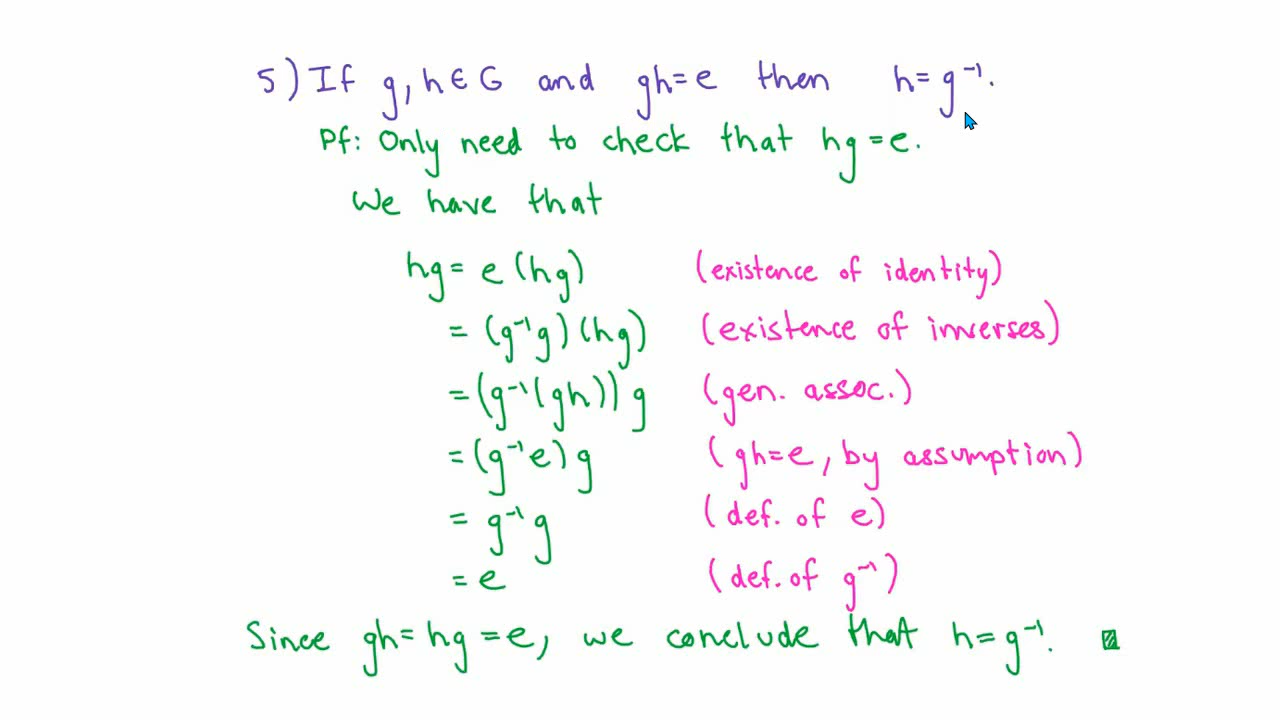 5) If g, h ∈ G and gh = e then h = g⁻¹.
Pf: Only need to check that hg = e.
We have that
hg = e (hg) (existence of identity)
= (g⁻¹g)(hg) (existence of inverses)
= (g⁻¹(gh))g (gen. assoc.)
= (g⁻¹e)g (gh=e, by assumption)
= g⁻¹g (def. of e)
= e (def. of g⁻¹)
Since gh = hg = e, we conclude that h = g⁻¹.